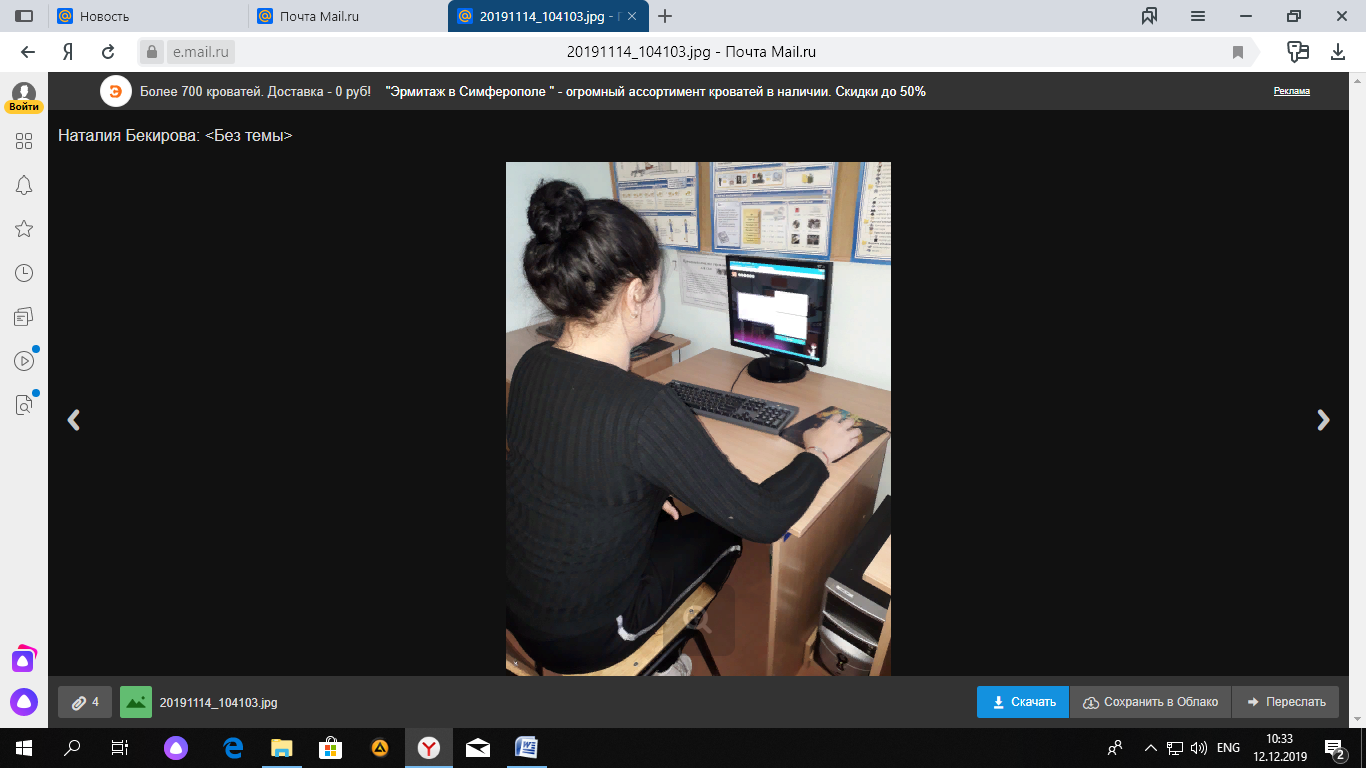 Новость
Почта Mail.ru
20191114_104103.jpg -
e.mail.ru
20191114_104103.jpg - Почта Mail.ru
Войти
Более 700 кроватей. Доставка - 0 руб! "Эрмитаж в Симферополе " - огромный ассортимент кроватей в наличии. Скидки до 50%
Реклама
Наталия Бекирова: <Без темы>
4
20191114_104103.jpg
Скачать
Сохранить в Облако
Переслать
ENG
10:33
12.12.2019
2